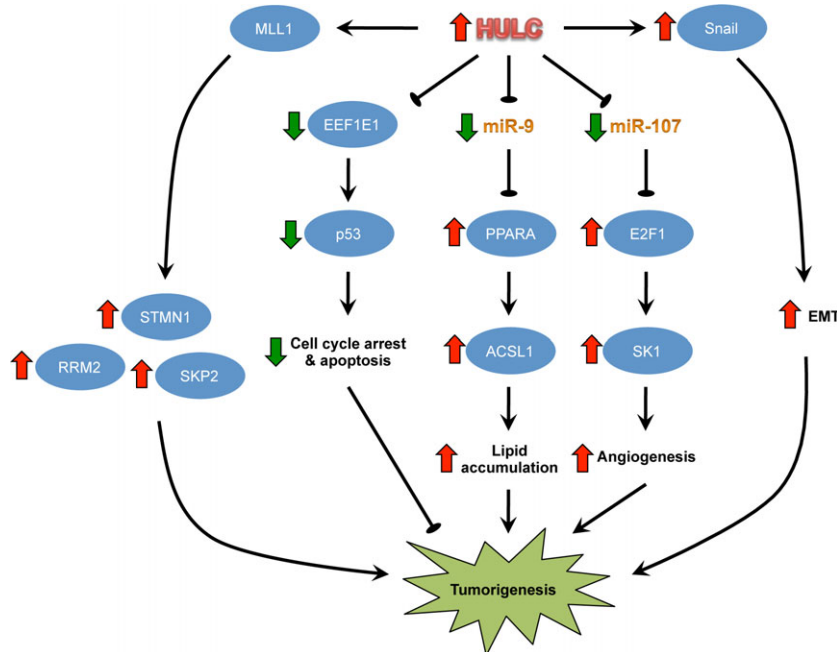 MLL1
HULC
Snail
EEF1E1
miR-9
miR-107
p53
PPARA
E2F1
STMN1
RRM2
SKP2
Cell cycle arrest
& apoptosis
ACSL1
SK1
EMT
Lipid
accumulation
Angiogenesis
Tumorigenesis